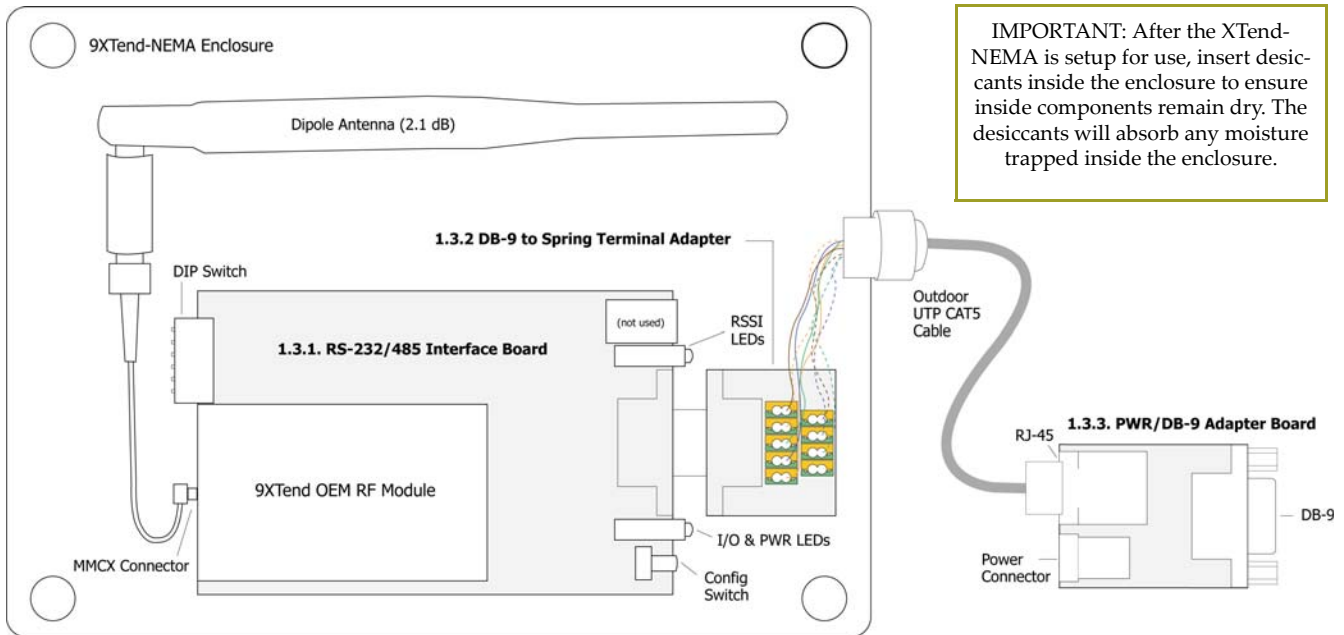 9XTend-NEMA Enclosure
IMPORTANT: After the XTend-
NEMA is setup for use, insert desic-
cants inside the enclosure to ensure
inside components remain dry. The
desiccants will absorb any moisture
trapped inside the enclosure.
Dipole Antenna (2.1 dB)
1.3.2 DB-9 to Spring Terminal Adapter
DIP Switch
Outdoor
UTP CAT5
Cable
(not used)
RSSI
LEDs
1.3.1. RS-232/485 Interface Board
1.3.3. PWR/DB-9 Adapter Board
RJ-45
9XTend OEM RF Module
DB-9
I/O & PWR LEDs
MMCX Connector
Config
Switch
Power
Connector